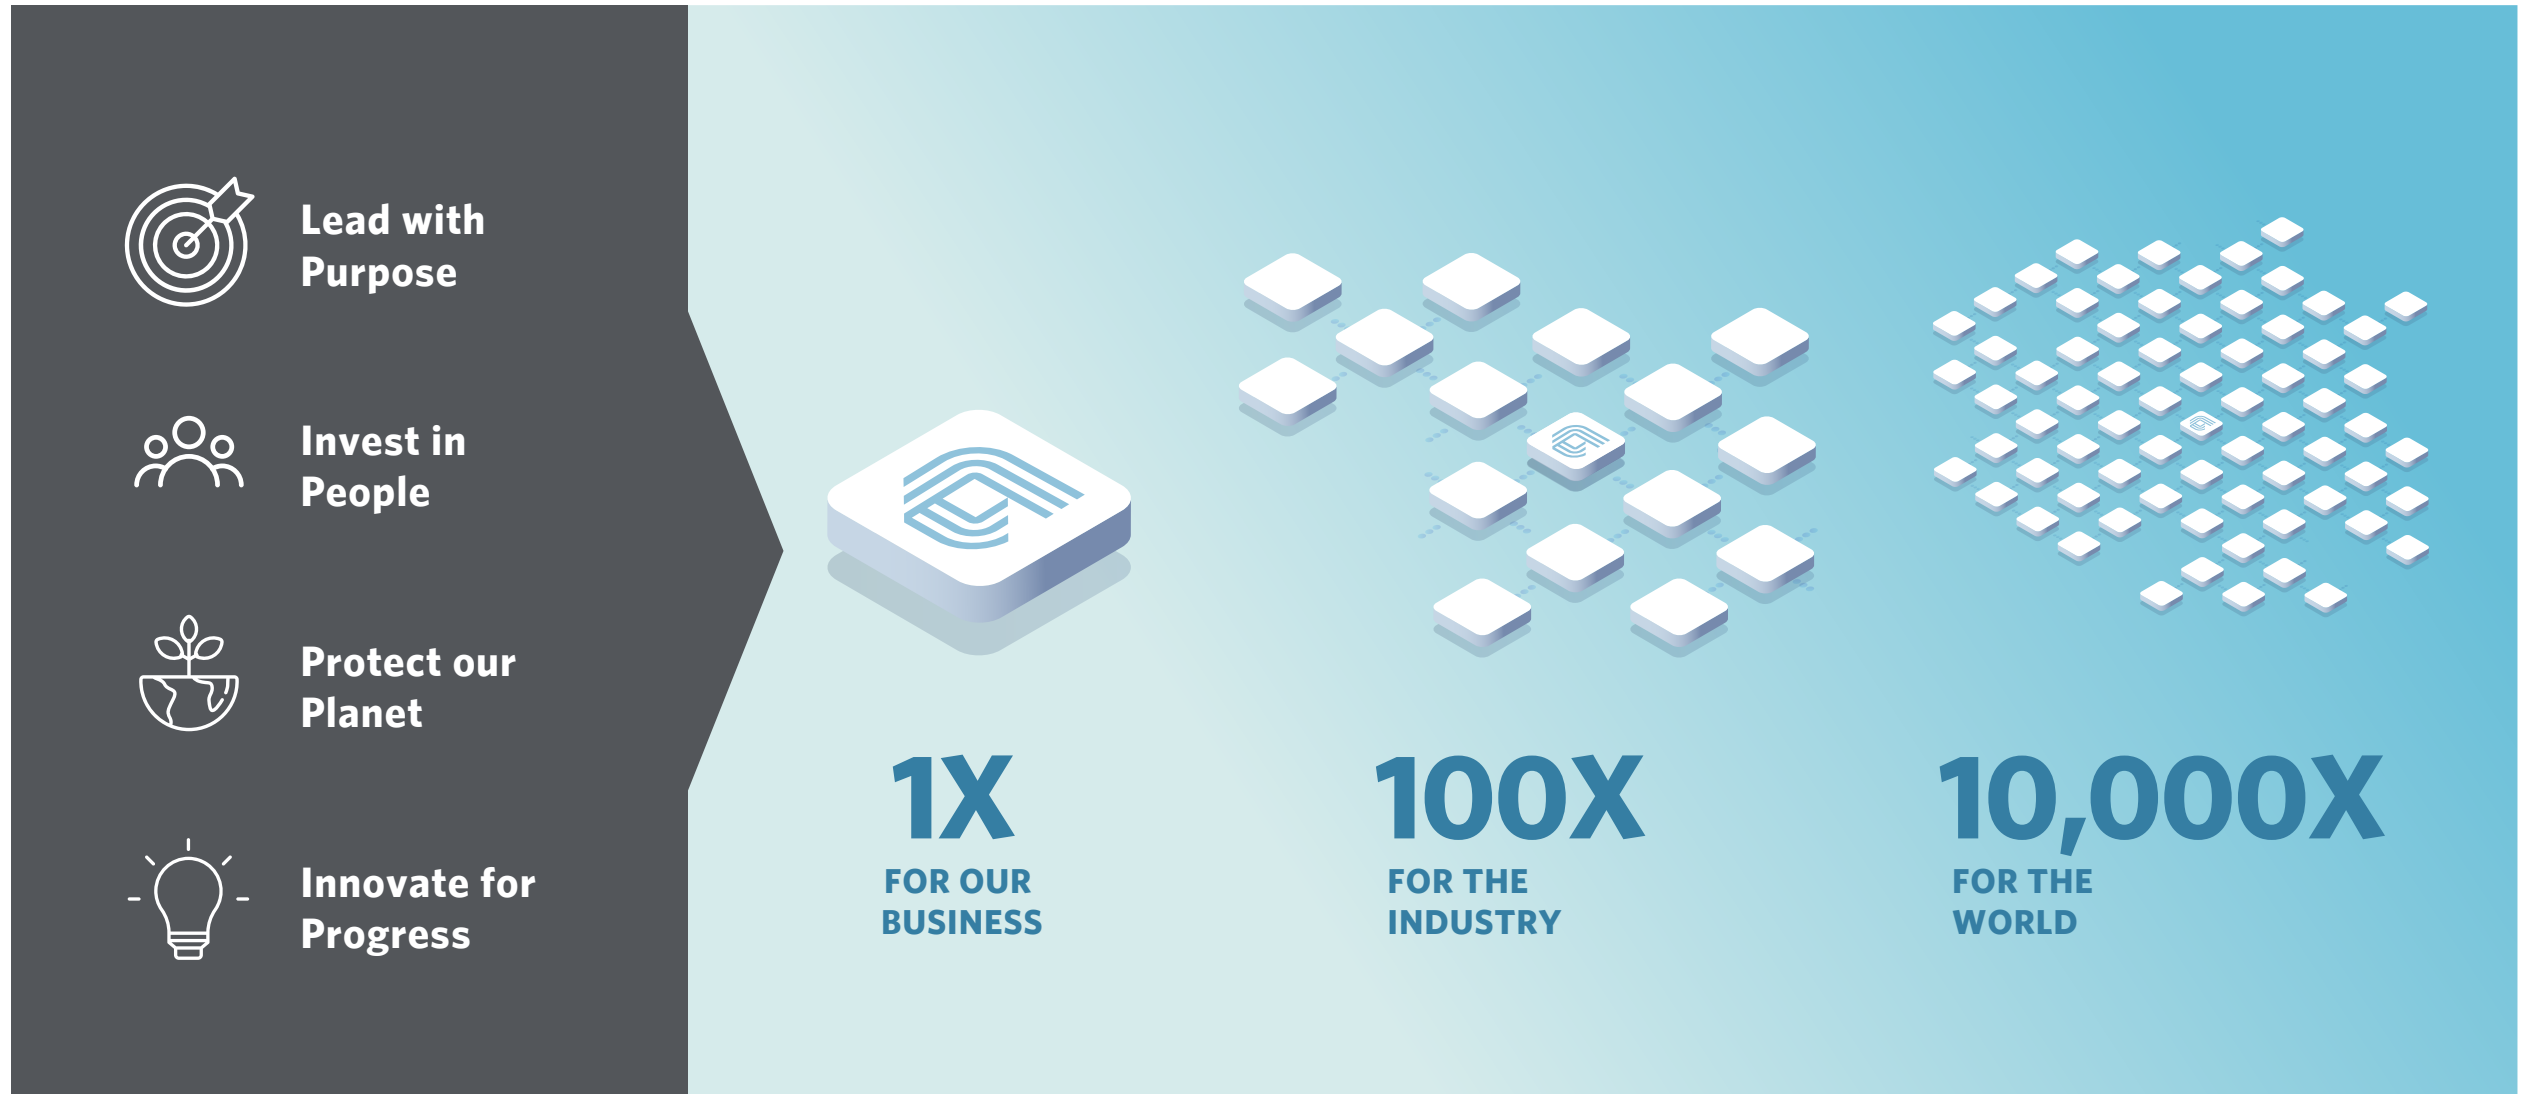 Lead with
Purpose
Invest in
People
Protect our
Planet
Innovate for
Progress
1X
FOR OUR
BUSINESS
100X
FOR THE
INDUSTRY
10,000X
FOR THE
WORLD